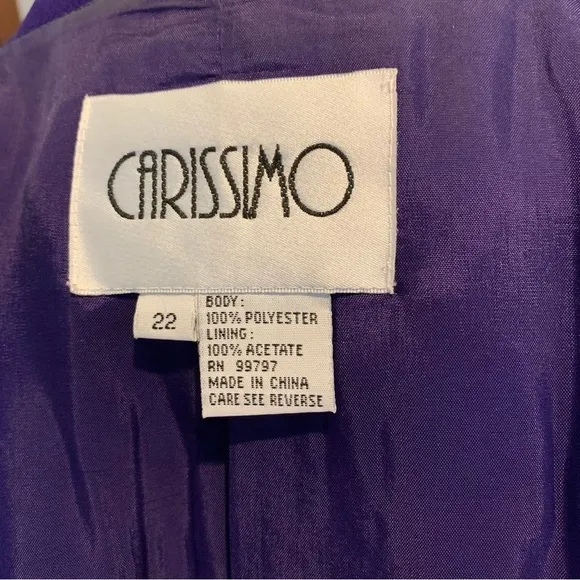 CARISSIMO
22
BODY:
100% POLYESTER
LINING:
100% ACETATE
RN 99797
MADE IN CHINA
CARE SEE REVERSE